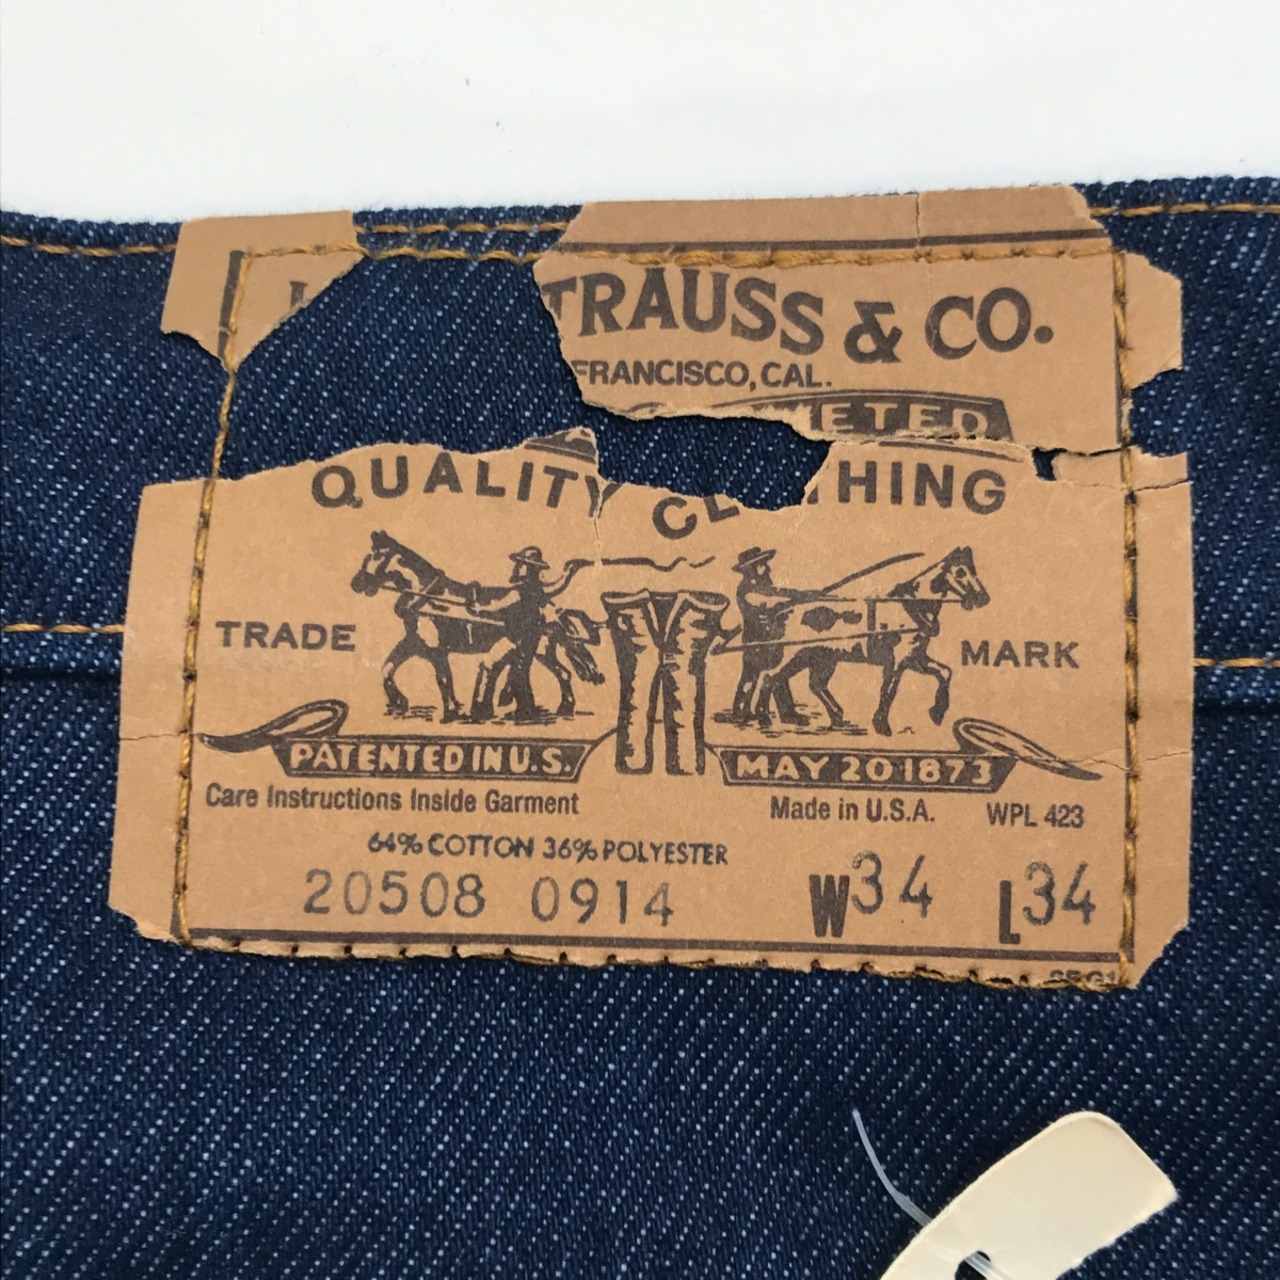 TRAUSS & CO.
FRANCISCO, CAL.
QUALITY CL HING
TRADE MARK
PATENTED IN U.S. MAY 20 1873
Care Instructions Inside Garment Made in U.S.A. WPL 423
64% COTTON 36% POLYESTER
20508 0914 W34 L34